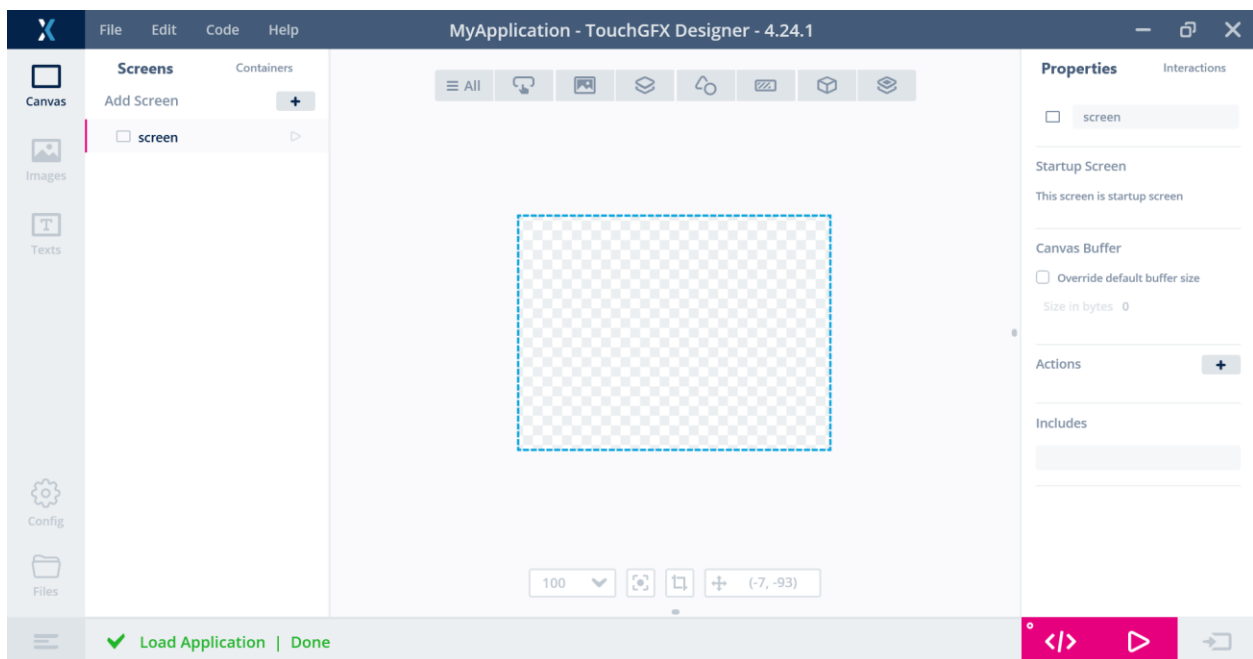 File Edit Code Help
MyApplication - TouchGFX Designer - 4.24.1
Canvas
Images
T
Texts
Config
Files
Screens Containers
Add Screen +
screen
All
100 (-7, -93)
Properties Interactions
screen
Startup Screen
This screen is startup screen
Canvas Buffer
Override default buffer size
Size in bytes 0
Actions +
Includes
Load Application | Done
</>